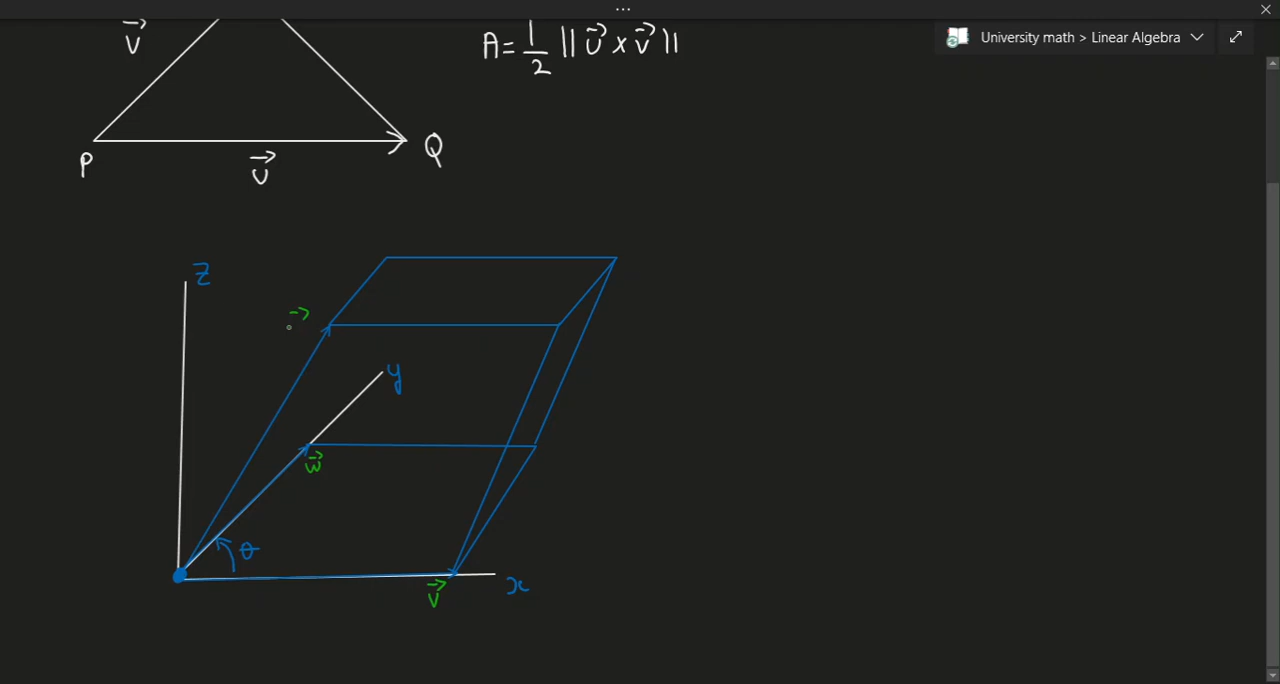 ...
University math > Linear Algebra
v⃗
A = 1/2 ||u⃗ x v⃗||
P
Q
u⃗
z
→
y
w⃗
θ
v⃗
x